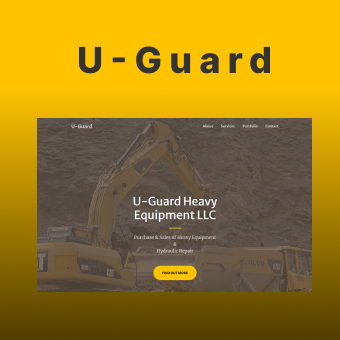 U-Guard
U-Guard About Services Portfolio Contact
U-Guard Heavy
Equipment LLC
Purchase & Sales of Heavy Equipment
&
Hydraulic Repair
FIND OUT MORE